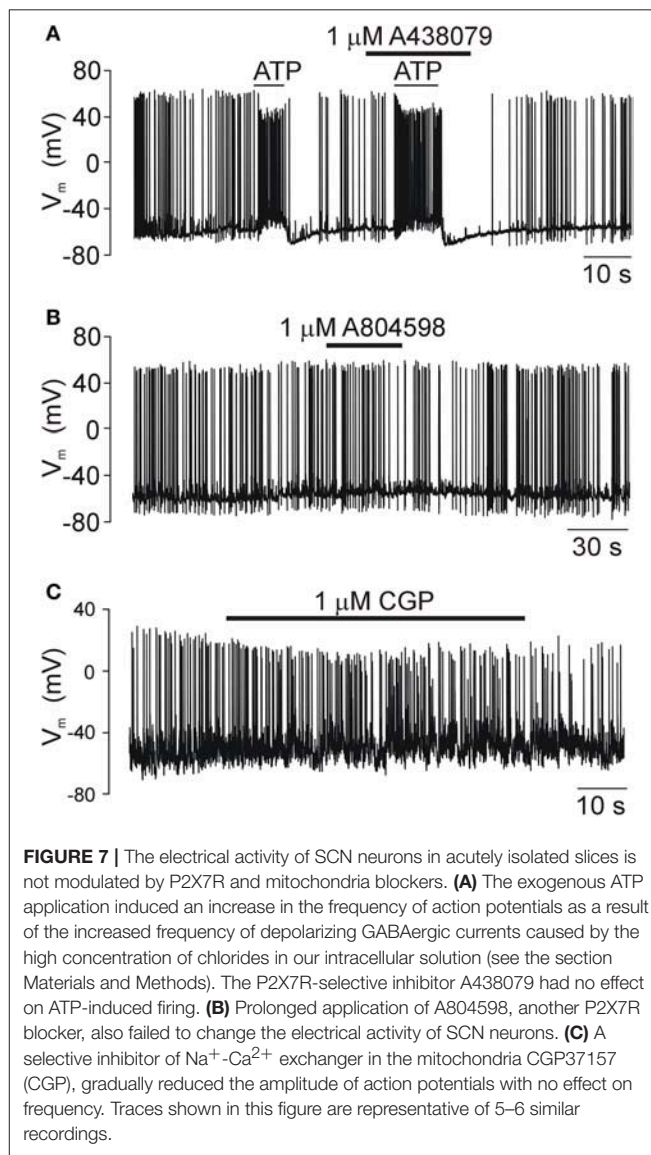 A
1 μM A438079
ATP
ATP
80
40
0
-40
-80
Vm (mV)
10 s
B
1 μM A804598
80
40
0
-40
-80
Vm (mV)
30 s
C
1 μM CGP
40
0
-40
-80
Vm (mV)
10 s
FIGURE 7 | The electrical activity of SCN neurons in acutely isolated slices is
not modulated by P2X7R and mitochondria blockers. (A) The exogenous ATP
application induced an increase in the frequency of action potentials as a result
of the increased frequency of depolarizing GABAergic currents caused by the
high concentration of chlorides in our intracellular solution (see the section
Materials and Methods). The P2X7R-selective inhibitor A438079 had no effect
on ATP-induced firing. (B) Prolonged application of A804598, another P2X7R
blocker, also failed to change the electrical activity of SCN neurons. (C) A
selective inhibitor of Na⁺-Ca²⁺ exchanger in the mitochondria CGP37157
(CGP), gradually reduced the amplitude of action potentials with no effect on
frequency. Traces shown in this figure are representative of 5–6 similar
recordings.